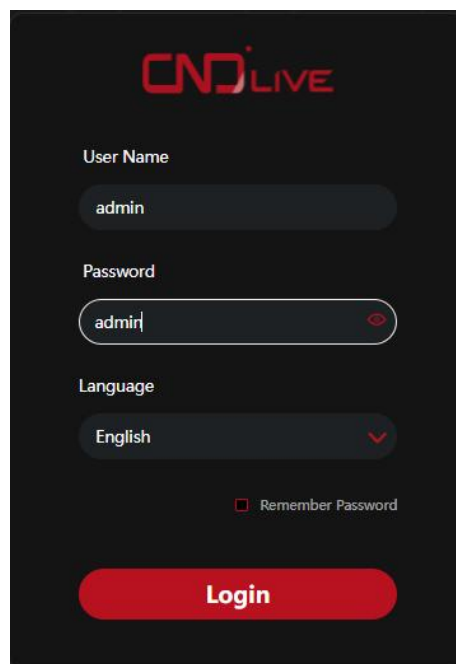 CNDLIVE
User Name
admin
Password
admin
Language
English
Remember Password
Login